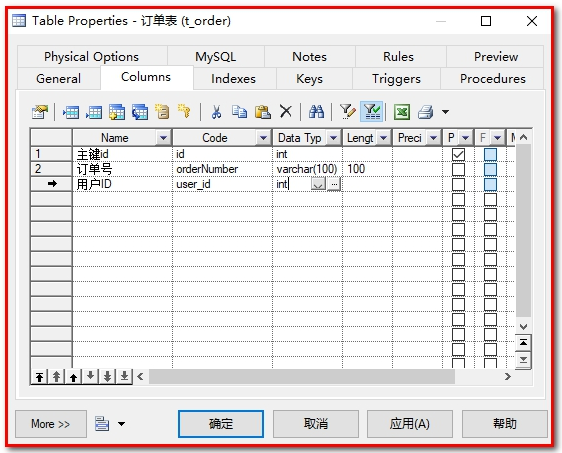 Table Properties - 订单表 (t_order)
Physical Options MySQL Notes Rules Preview
General Columns Indexes Keys Triggers Procedures
Name Code Data Typ Lengt Preci P F M
1 主键id id int
2 订单号 orderNumber varchar(100) 100
用户ID user_id int ...
More >> 确定 取消 应用(A) 帮助